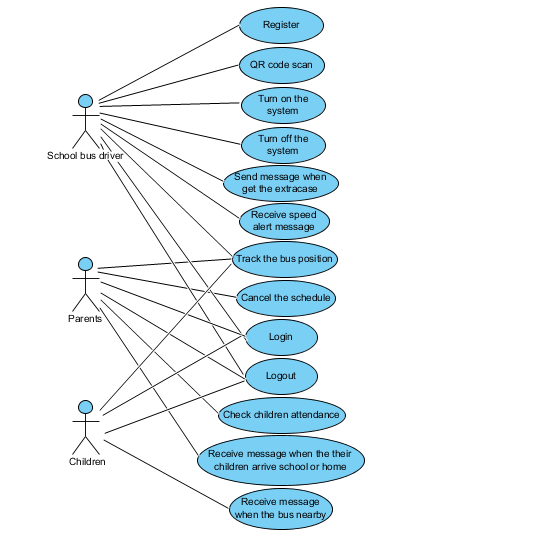 Register
QR code scan
Turn on the
system
School bus driver
Turn off the
system
Send message when
get the extracase
Receive speed
alert message
Track the bus position
Parents
Cancel the schedule
Login
Logout
Check children attendance
Children
Receive message when the their
children arrive school or home
Receive message
when the bus nearby